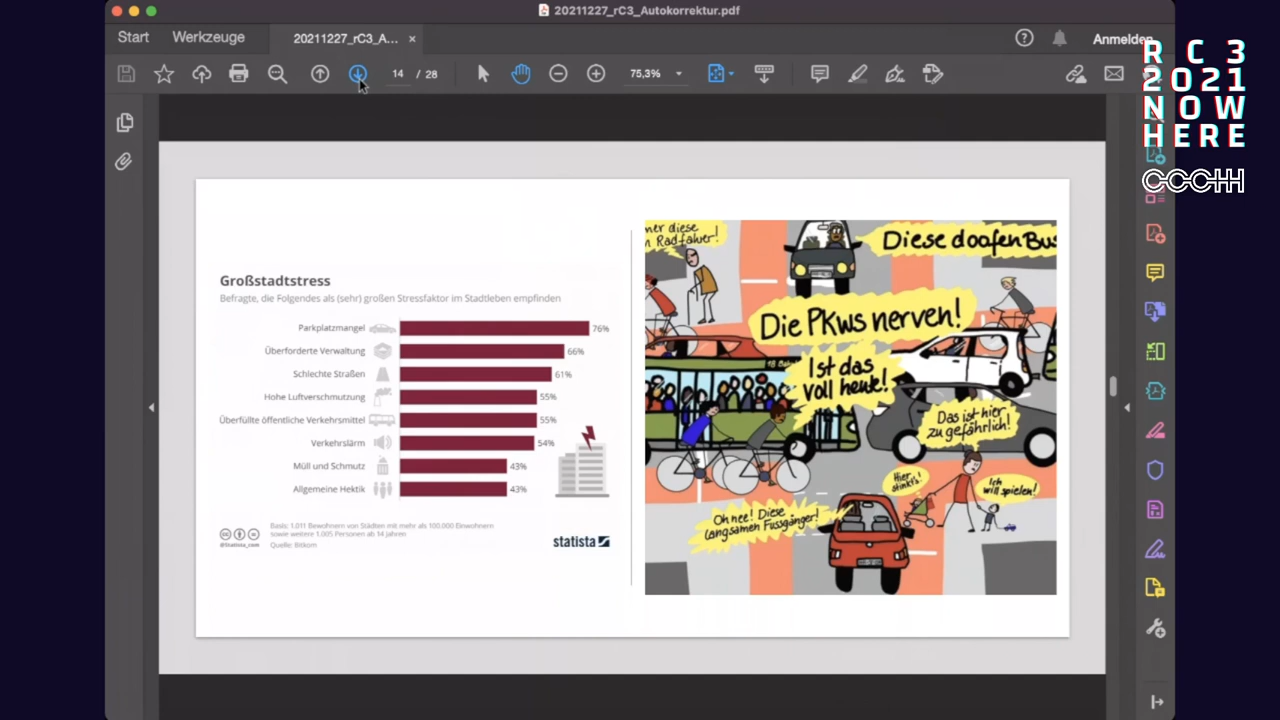 20211227_rC3_Autokorrektur.pdf
Start
Werkzeuge
20211227_rC3_A...
Anmelden
14 / 28
75,3%
R C 3
2021
NOW
HERE
CCCHH
Großstadtstress
Befragte, die Folgendes als (sehr) großen Stressfaktor im Stadtleben empfinden
Parkplatzmangel 76%
Überforderte Verwaltung 66%
Schlechte Straßen 61%
Hohe Luftverschmutzung 55%
Überfüllte öffentliche Verkehrsmittel 55%
Verkehrslärm 54%
Müll und Schmutz 43%
Allgemeine Hektik 43%
@Statista_com
Basis: 1.011 Bewohnern von Städten mit mehr als 100.000 Einwohnern
sowie weitere 1.005 Personen ab 14 Jahren
Quelle: Bitkom
statista
ner diese
n Radfahrer!
Diese doofen Bus
Die PKWs nerven!
Ist das
voll heute!
Das ist hier
zu gefährlich!
Hier
stinkt's!
Ich
will spielen!
Oh nee! Diese
langsamen Fussgänger!